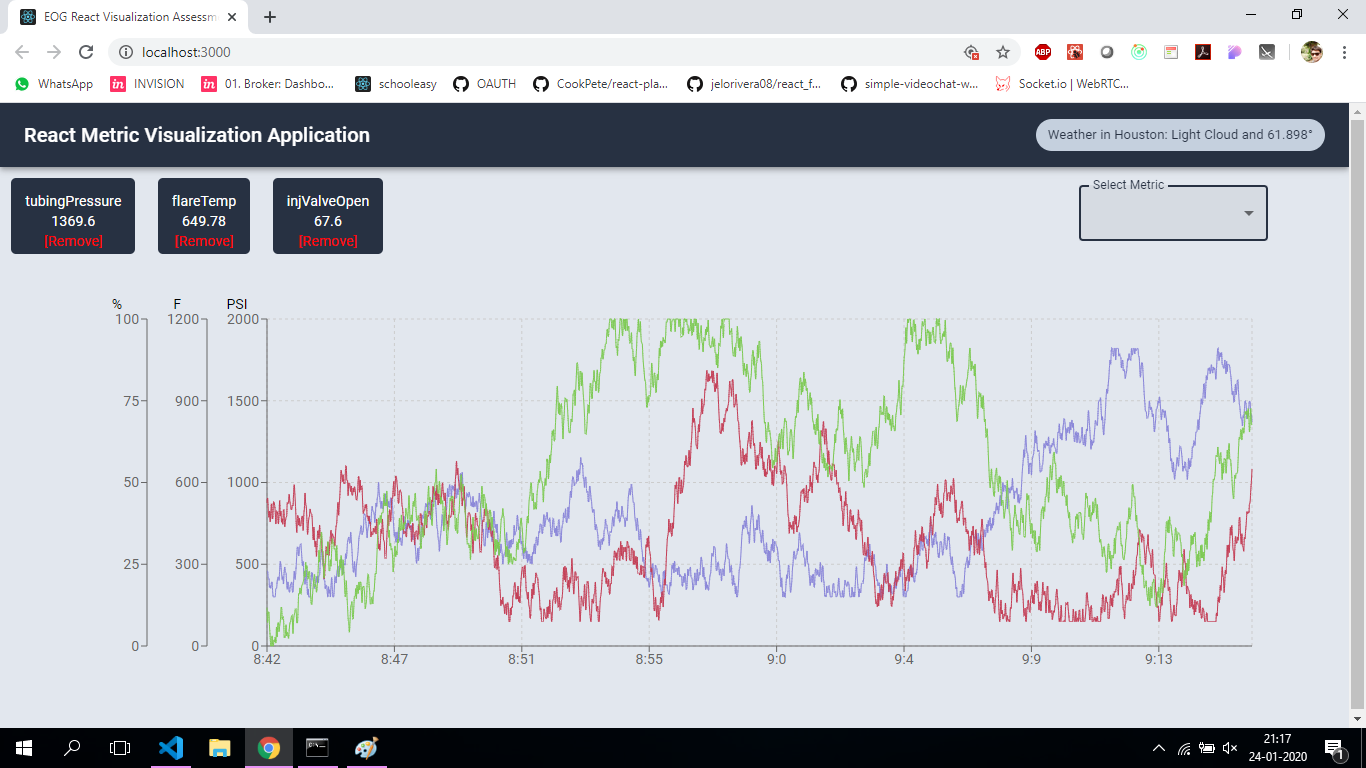 EOG React Visualization Assessm
localhost:3000
ABP
WhatsApp INVISION 01. Broker: Dashbo... schooleasy OAUTH CookPete/react-pla... jelorivera08/react_f... simple-videochat-w... Socket.io | WebRTC...
React Metric Visualization Application
Weather in Houston: Light Cloud and 61.898°
tubingPressure flareTemp injValveOpen
1369.6 649.78 67.6
[Remove] [Remove] [Remove]
Select Metric
% F PSI
100 1200 2000
75 900 1500
50 600 1000
25 300 500
0 0 0
8:42 8:47 8:51 8:55 9:0 9:4 9:9 9:13
21:17
24-01-2020
1